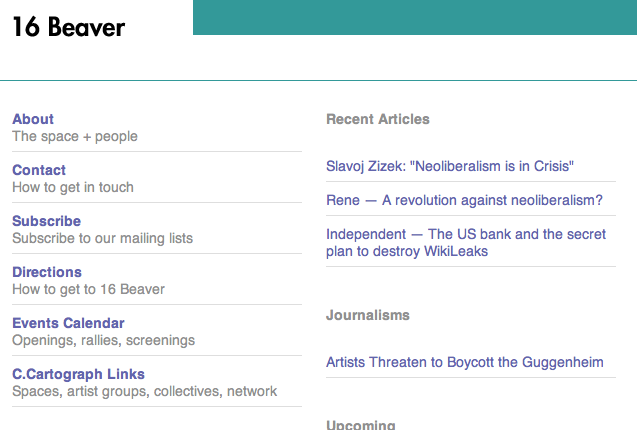 16 Beaver
About
The space + people
Contact
How to get in touch
Subscribe
Subscribe to our mailing lists
Directions
How to get to 16 Beaver
Events Calendar
Openings, rallies, screenings
C.Cartograph Links
Spaces, artist groups, collectives, network
Recent Articles
Slavoj Zizek: "Neoliberalism is in Crisis"
Rene — A revolution against neoliberalism?
Independent — The US bank and the secret
plan to destroy WikiLeaks
Journalisms
Artists Threaten to Boycott the Guggenheim
Upcoming